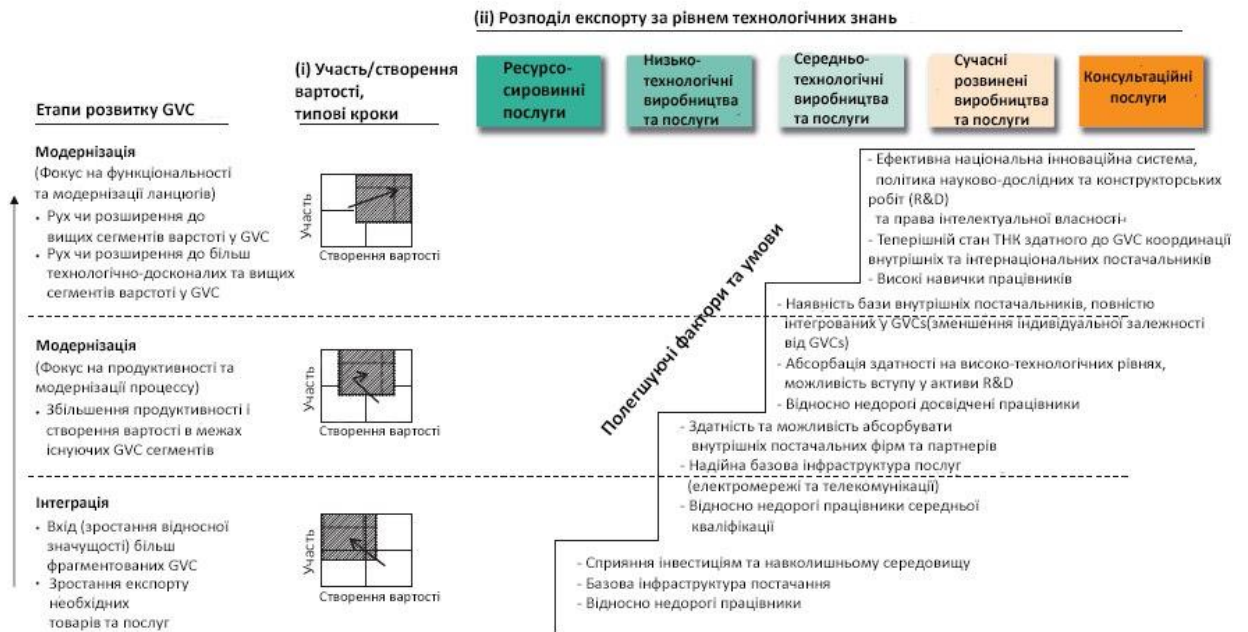 (ii) Розподіл експорту за рівнем технологічних знань
Етапи розвитку GVC
(i) Участь/створення
вартості,
типові кроки
Ресурсо-
сировинні
послуги
Низько-
технологічні
виробництва
та послуги
Середньо-
технологічні
виробництва
та послуги
Сучасні
розвинені
виробництва
та послуги
Консультаційні
послуги
Модернізація
(Фокус на функціональності
та модернізації ланцюгів)
• Рух чи розширення до
вищих сегментів варстоті у GVC
• Рух чи розширення до більш
технологічно-досконалих та вищих
сегментів варстоті у GVC
Участь
Створення вартості
Модернізація
(Фокус на продуктивності та
модернізації процессу)
• Збільшення продуктивності і
створення вартості в межах
існуючих GVC сегментів
Участь
Створення вартості
Інтеграція
• Вхід (зростання відносної
значущості) більш
фрагментованих GVC
• Зростання експорту
необхідних
товарів та послуг
Участь
Створення вартості
Полегшуючі фактори та умови
- Ефективна національна інноваційна система,
політика науково-дослідних та конструкторських
робіт (R&D)
та права інтелектуальної власності
- Теперішній стан ТНК здатного до GVC координації
внутрішніх та інтернаціональних постачальників
- Високі навички працівників
- Наявність бази внутрішніх постачальників, повністю
інтегрованих у GVCs(зменшення індивідуальної залежності
від GVCs)
- Абсорбація здатності на високо-технологічних рівнях,
можливість вступу у активи R&D
- Відносно недорогі досвідчені працівники
- Здатність та можливість абсорбувати
внутрішніх постачальних фірм та партнерів
- Надійна базова інфраструктура послуг
(електромережі та телекомунікації)
- Відносно недорогі працівники середньої
кваліфікації
- Сприяння інвестиціям та навколишньому середовищу
- Базова інфраструктура постачання
- Відносно недорогі працівники